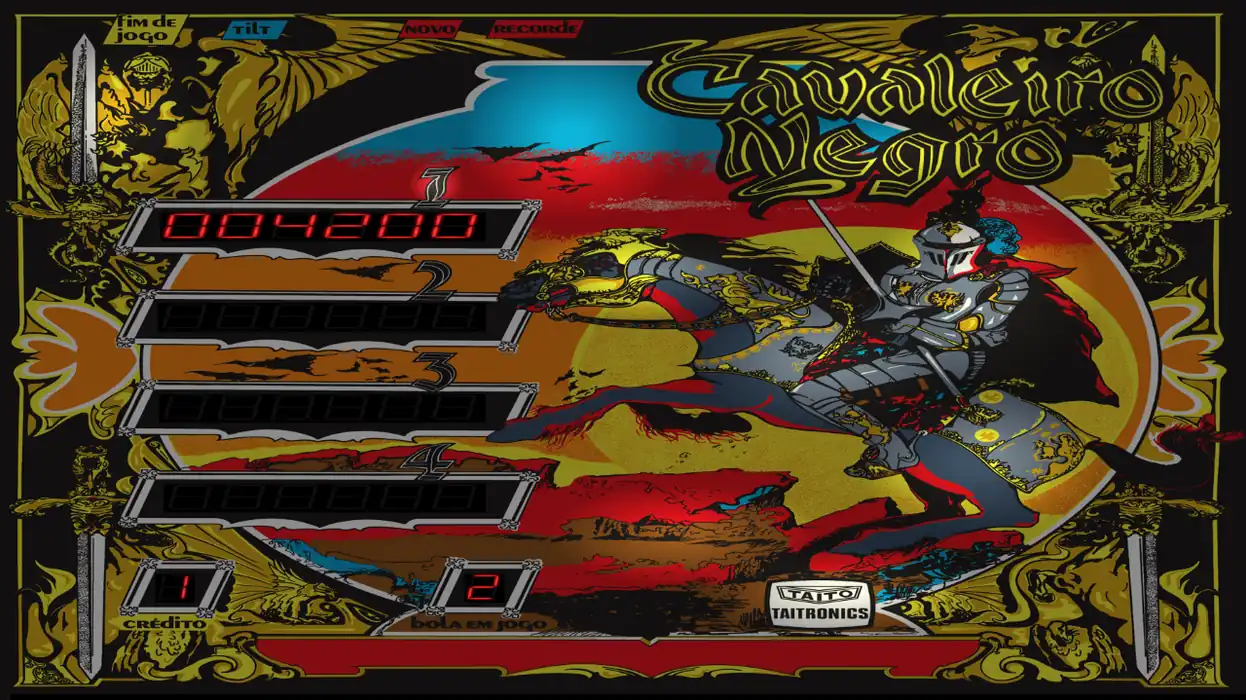 fim de
jogo
TILT
NOVO
RECORDE
Cavaleiro
Negro
1
004200
2
3
4
1
CRÉDITO
2
BOLA EM JOGO
TAITO
TAITRONICS